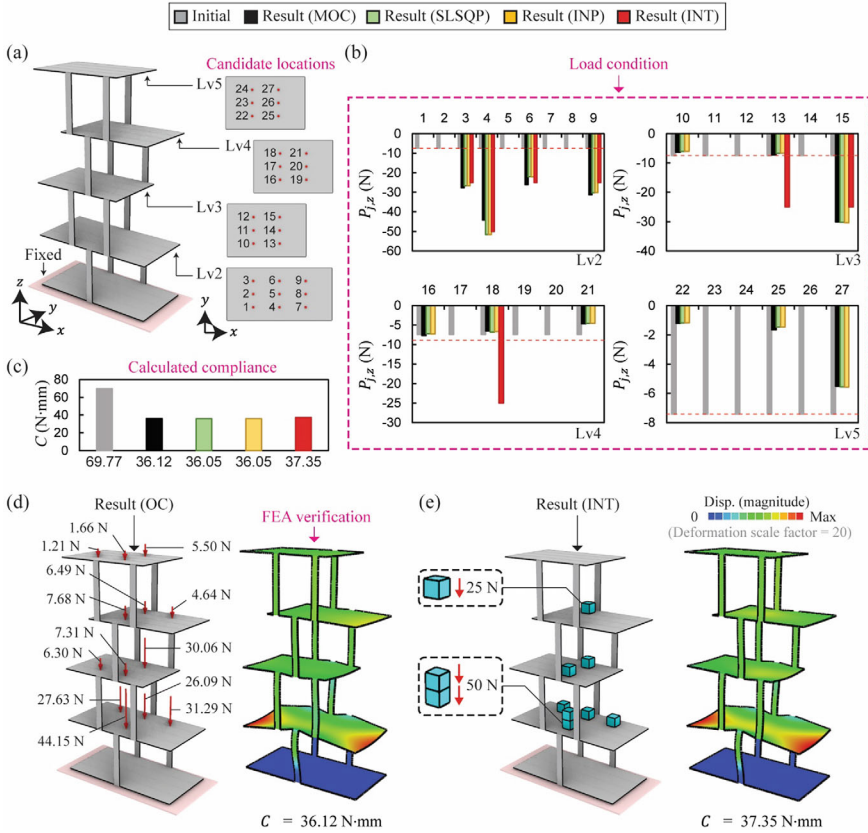 Initial Result (MOC) Result (SLSQP) Result (INP) Result (INT)
(a)
Candidate locations
Lv5
24 27
23 26
22 25
Lv4
18 21
17 20
16 19
Lv3
12 15
11 14
10 13
Lv2
3 6 9
2 5 8
1 4 7
Fixed
z
y
x
y
x
(b)
Load condition
1 2 3 4 5 6 7 8 9
0
-10
-20
-30
-40
-50
-60
P_{j,z} (N)
Lv2
10 11 12 13 14 15
0
-10
-20
-30
-40
P_{j,z} (N)
Lv3
16 17 18 19 20 21
0
-5
-10
-15
-20
-25
-30
P_{j,z} (N)
Lv4
22 23 24 25 26 27
0
-2
-4
-6
-8
P_{j,z} (N)
Lv5
(c)
Calculated compliance
80
60
40
20
0
C (N·mm)
69.77 36.12 36.05 36.05 37.35
(d)
Result (OC)
1.66 N
1.21 N
5.50 N
6.49 N
7.68 N
4.64 N
7.31 N
6.30 N
30.06 N
27.63 N
26.09 N
31.29 N
44.15 N
FEA verification
C = 36.12 N·mm
(e)
Result (INT)
Disp. (magnitude)
0 Max
(Deformation scale factor = 20)
25 N
50 N
C = 37.35 N·mm